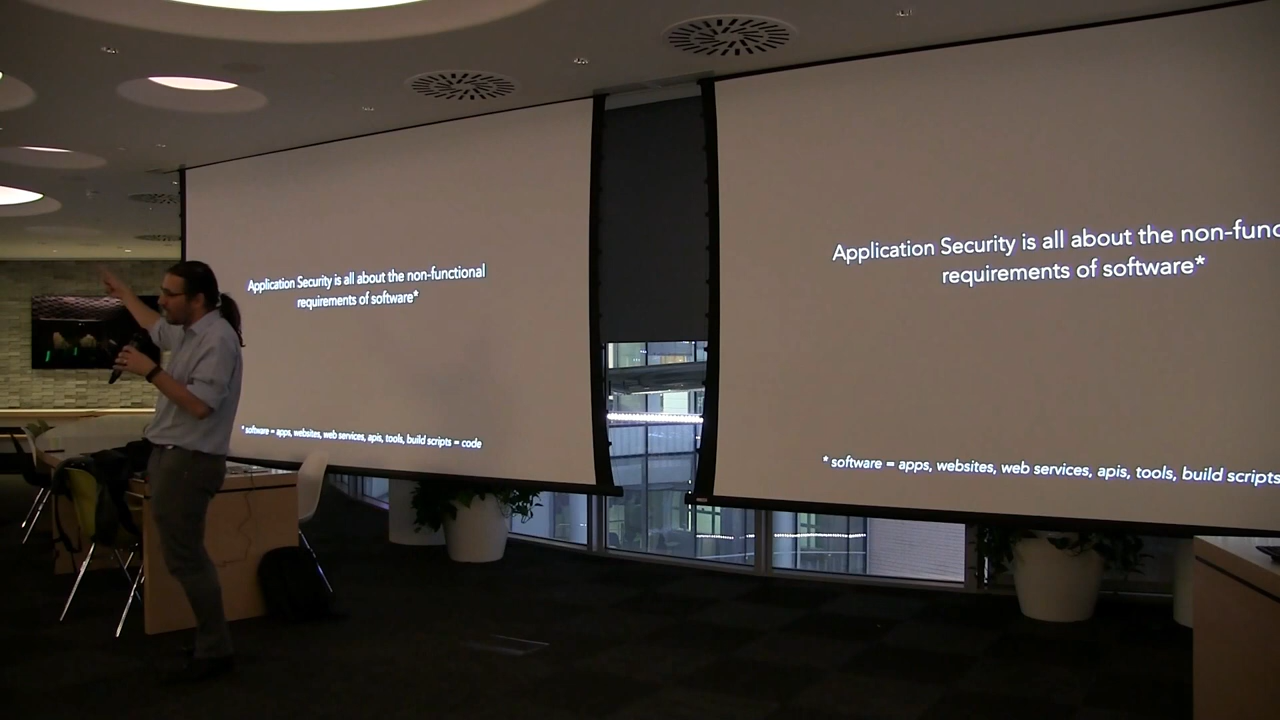 Application Security is all about the non-functional
requirements of software*
* software = apps, websites, web services, apis, tools, build scripts = code
Application Security is all about the non-func
requirements of software*
* software = apps, websites, web services, apis, tools, build scripts